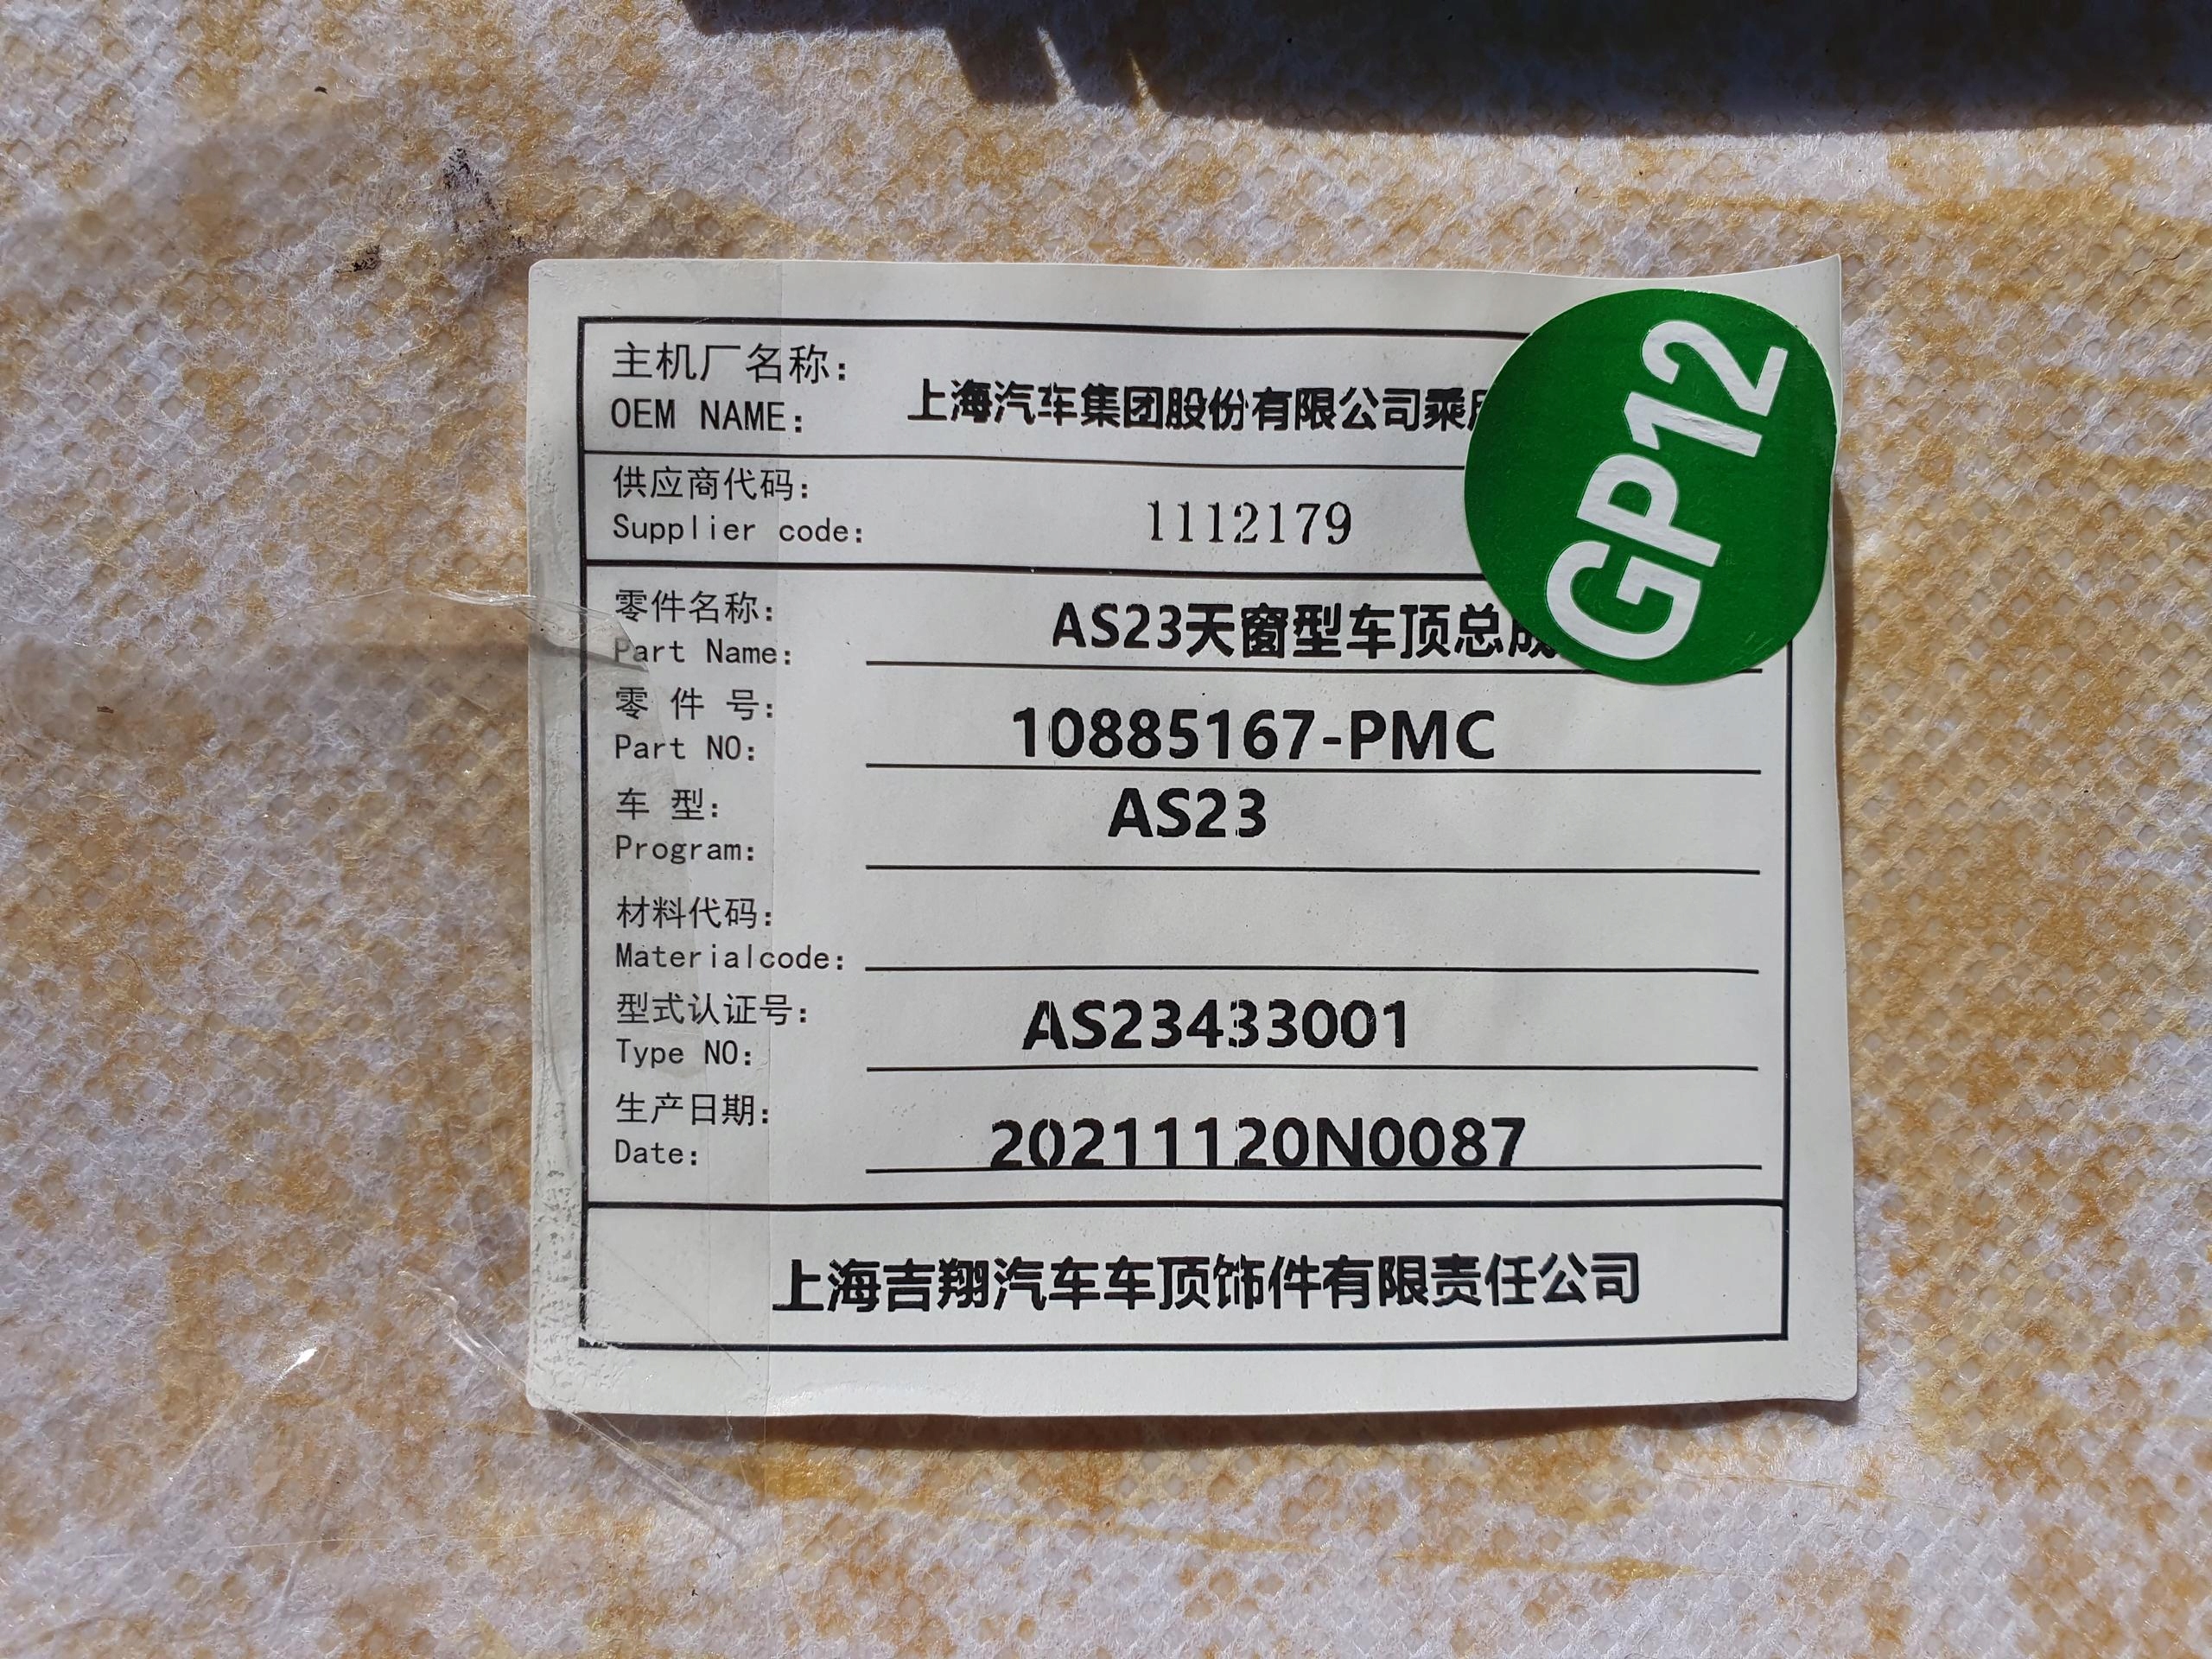 主机厂名称:
OEM NAME:
上海汽车集团股份有限公司乘
供应商代码:
Supplier code:
1112179
零件名称:
Part Name:
AS23天窗型车顶总成
零 件 号:
Part NO:
10885167-PMC
车 型:
Program:
AS23
材料代码:
Materialcode:
型式认证号:
Type NO:
AS23433001
生产日期:
Date:
20211120N0087
上海吉翔汽车车顶饰件有限责任公司
GP12